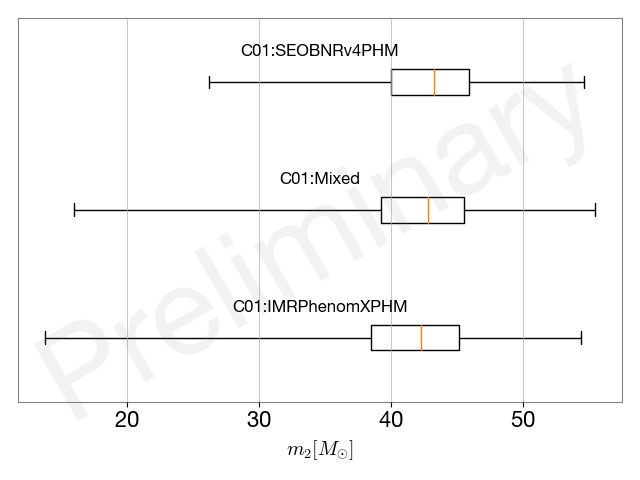 C01:SEOBNRv4PHM
C01:Mixed
C01:IMRPhenomXPHM
Preliminary
20 30 40 50
m₂[M⊙]